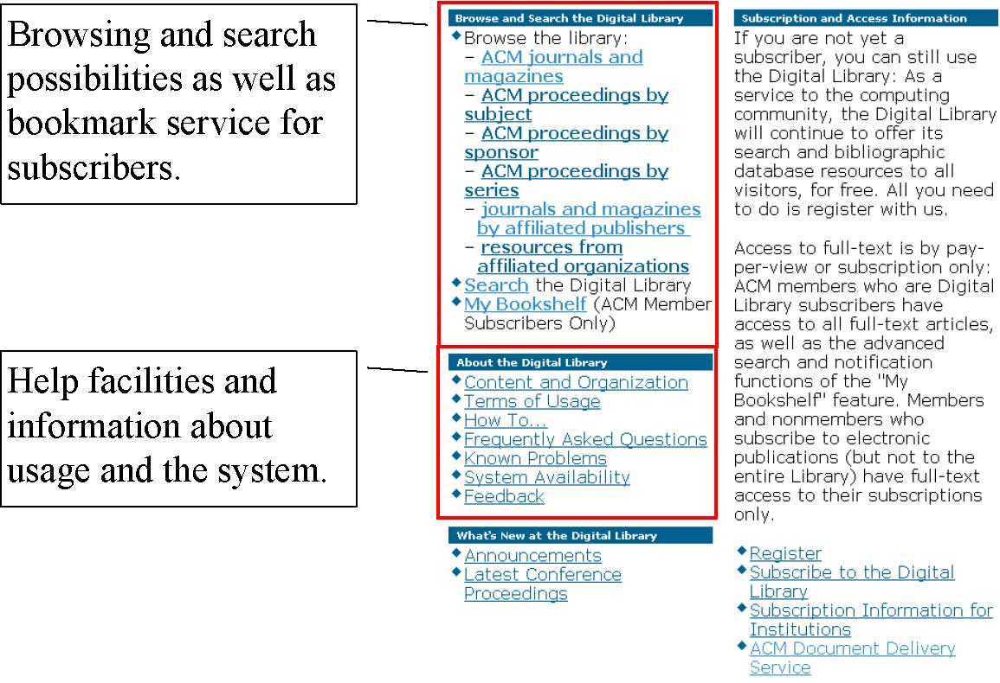 Browsing and search
possibilities as well as
bookmark service for
subscribers.
Help facilities and
information about
usage and the system.
Browse and Search the Digital Library
Browse the library:
– ACM journals and
magazines
– ACM proceedings by
subject
– ACM proceedings by
sponsor
– ACM proceedings by
series
– journals and magazines
by affiliated publishers
– resources from
affiliated organizations
Search the Digital Library
My Bookshelf (ACM Member
Subscribers Only)
About the Digital Library
Content and Organization
Terms of Usage
How To...
Frequently Asked Questions
Known Problems
System Availability
Feedback
What's New at the Digital Library
Announcements
Latest Conference
Proceedings
Subscription and Access Information
If you are not yet a
subscriber, you can still use
the Digital Library: As a
service to the computing
community, the Digital Library
will continue to offer its
search and bibliographic
database resources to all
visitors, for free. All you need
to do is register with us.
Access to full-text is by pay-
per-view or subscription only:
ACM members who are Digital
Library subscribers have
access to all full-text articles,
as well as the advanced
search and notification
functions of the "My
Bookshelf" feature. Members
and nonmembers who
subscribe to electronic
publications (but not to the
entire Library) have full-text
access to their subscriptions
only.
Register
Subscribe to the Digital
Library
Subscription Information for
Institutions
ACM Document Delivery
Service